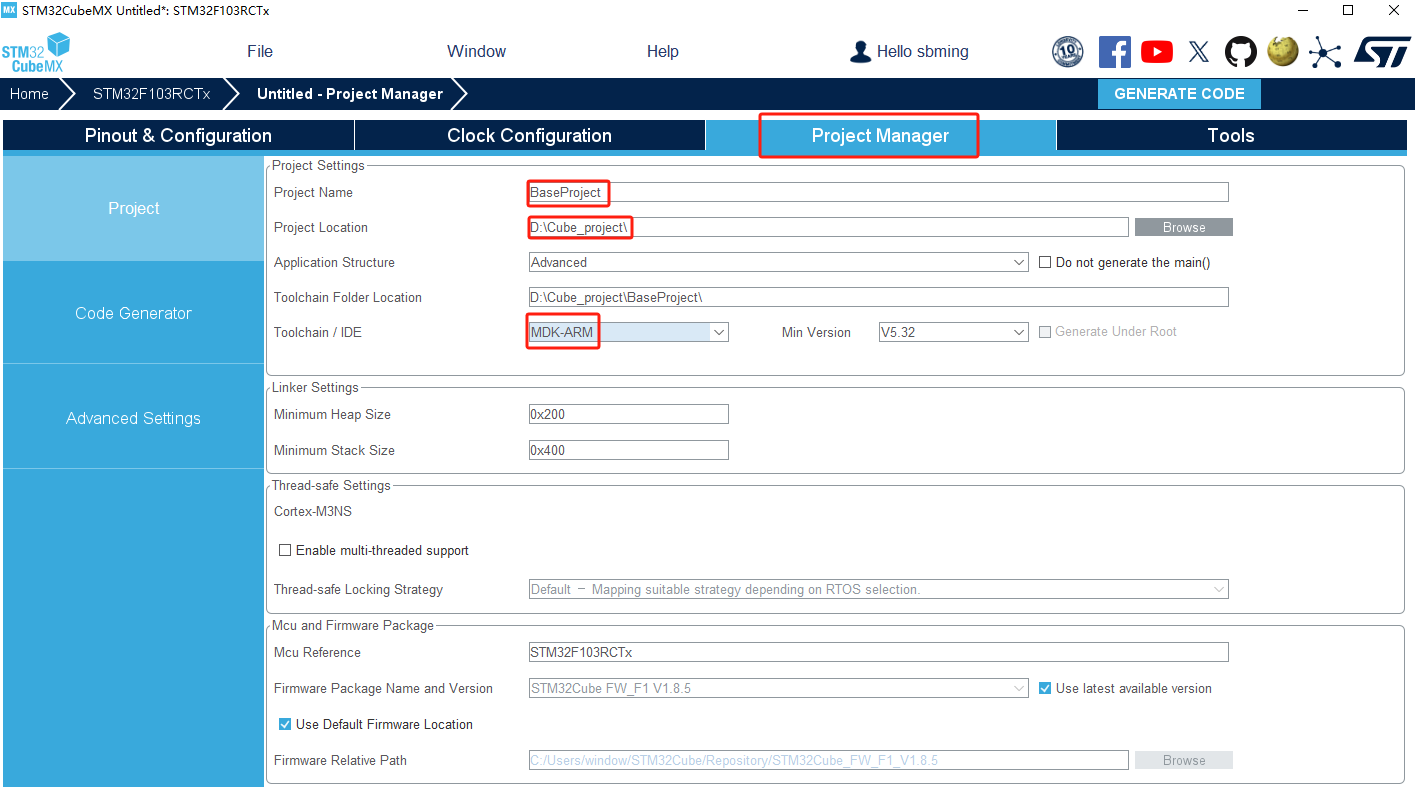 MX STM32CubeMX Untitled*: STM32F103RCTx
STM32 CubeMX
File Window Help Hello sbming 10 ST
Home STM32F103RCTx Untitled - Project Manager GENERATE CODE
Pinout & Configuration Clock Configuration Project Manager Tools
Project
Code Generator
Advanced Settings
Project Settings
Project Name BaseProject
Project Location D:\Cube_project\ Browse
Application Structure Advanced Do not generate the main()
Toolchain Folder Location D:\Cube_project\BaseProject\
Toolchain / IDE MDK-ARM Min Version V5.32 Generate Under Root
Linker Settings
Minimum Heap Size 0x200
Minimum Stack Size 0x400
Thread-safe Settings
Cortex-M3NS
Enable multi-threaded support
Thread-safe Locking Strategy Default − Mapping suitable strategy depending on RTOS selection.
Mcu and Firmware Package
Mcu Reference STM32F103RCTx
Firmware Package Name and Version STM32Cube FW_F1 V1.8.5 Use latest available version
Use Default Firmware Location
Firmware Relative Path C:/Users/window/STM32Cube/Repository/STM32Cube_FW_F1_V1.8.5 Browse